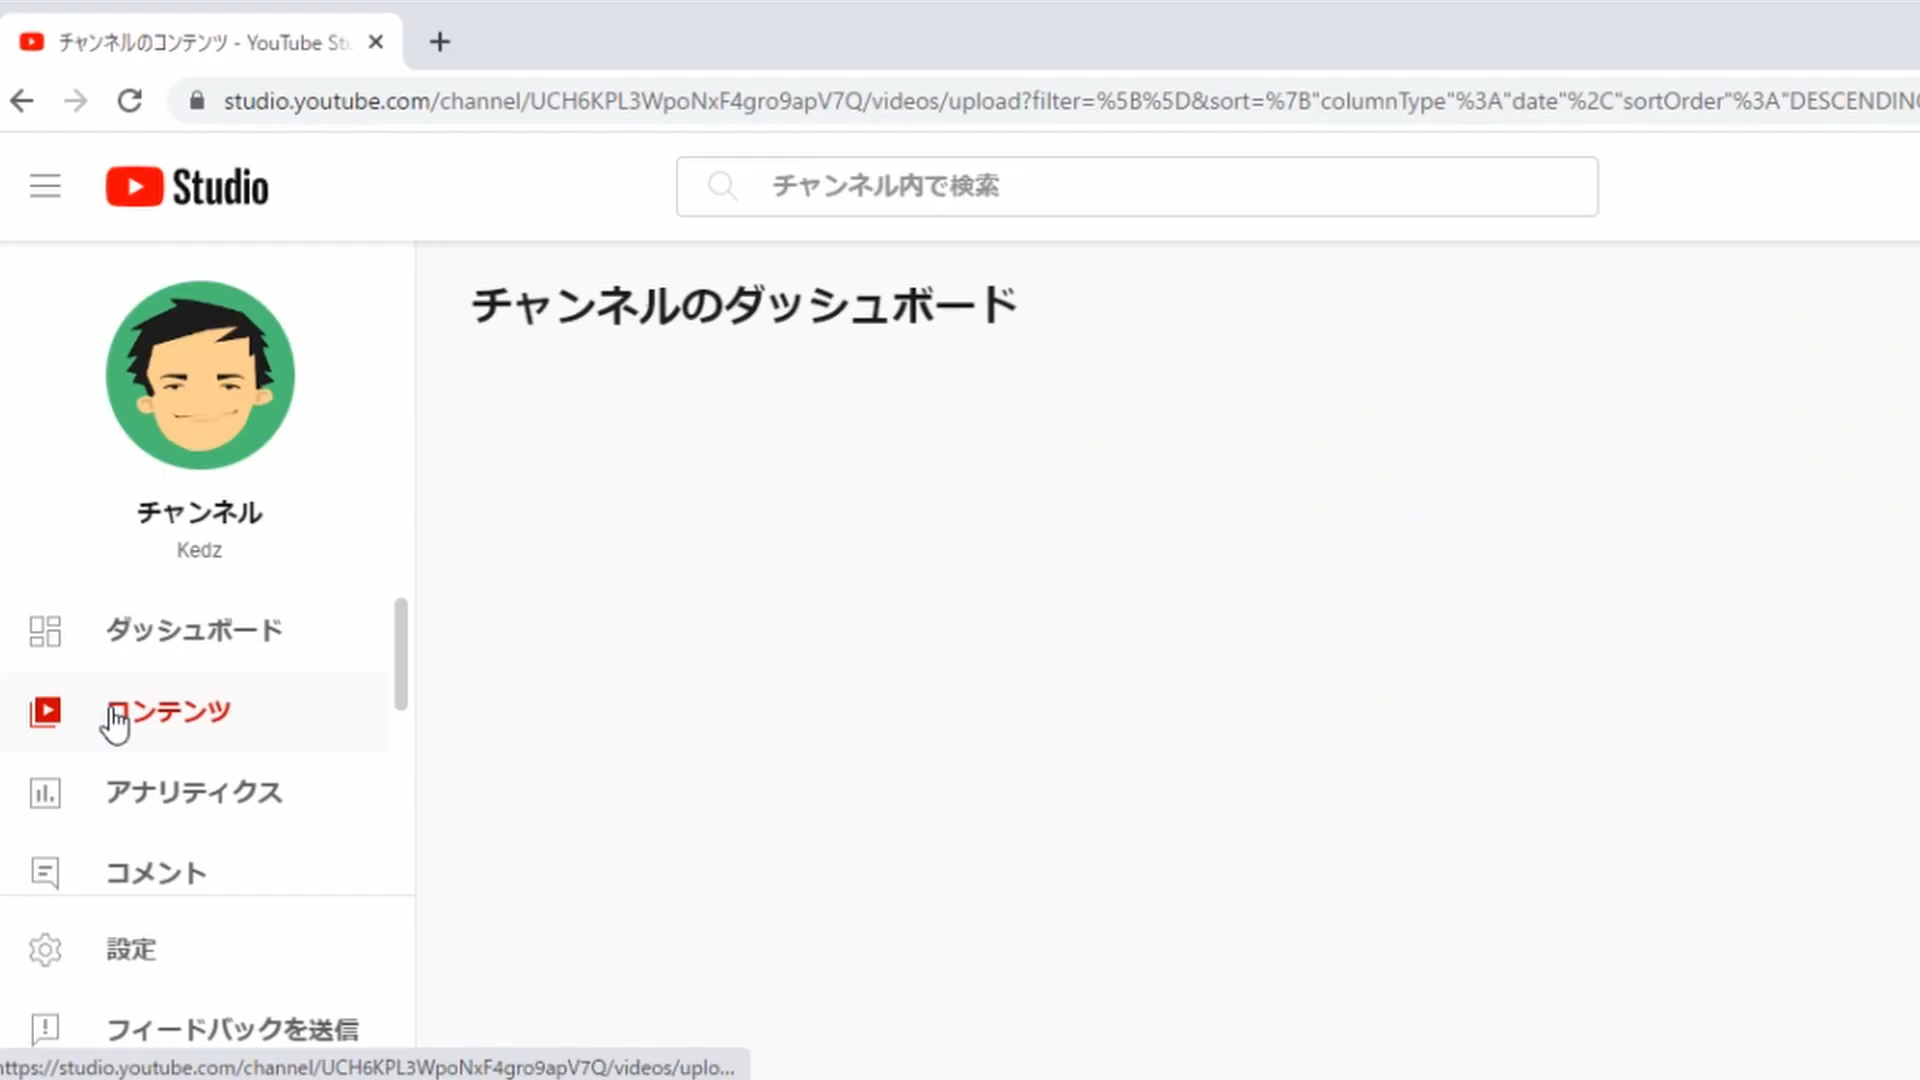 チャンネルのコンテンツ - YouTube St
studio.youtube.com/channel/UCH6KPL3WpoNxF4gro9apV7Q/videos/upload?filter=%5B%5D&sort=%7B"columnType"%3A"date"%2C"sortOrder"%3A"DESCENDING
Studio
チャンネル内で検索
チャンネルのダッシュボード
チャンネル
Kedz
ダッシュボード
コンテンツ
アナリティクス
コメント
設定
フィードバックを送信
https://studio.youtube.com/channel/UCH6KPL3WpoNxF4gro9apV7Q/videos/uplo...